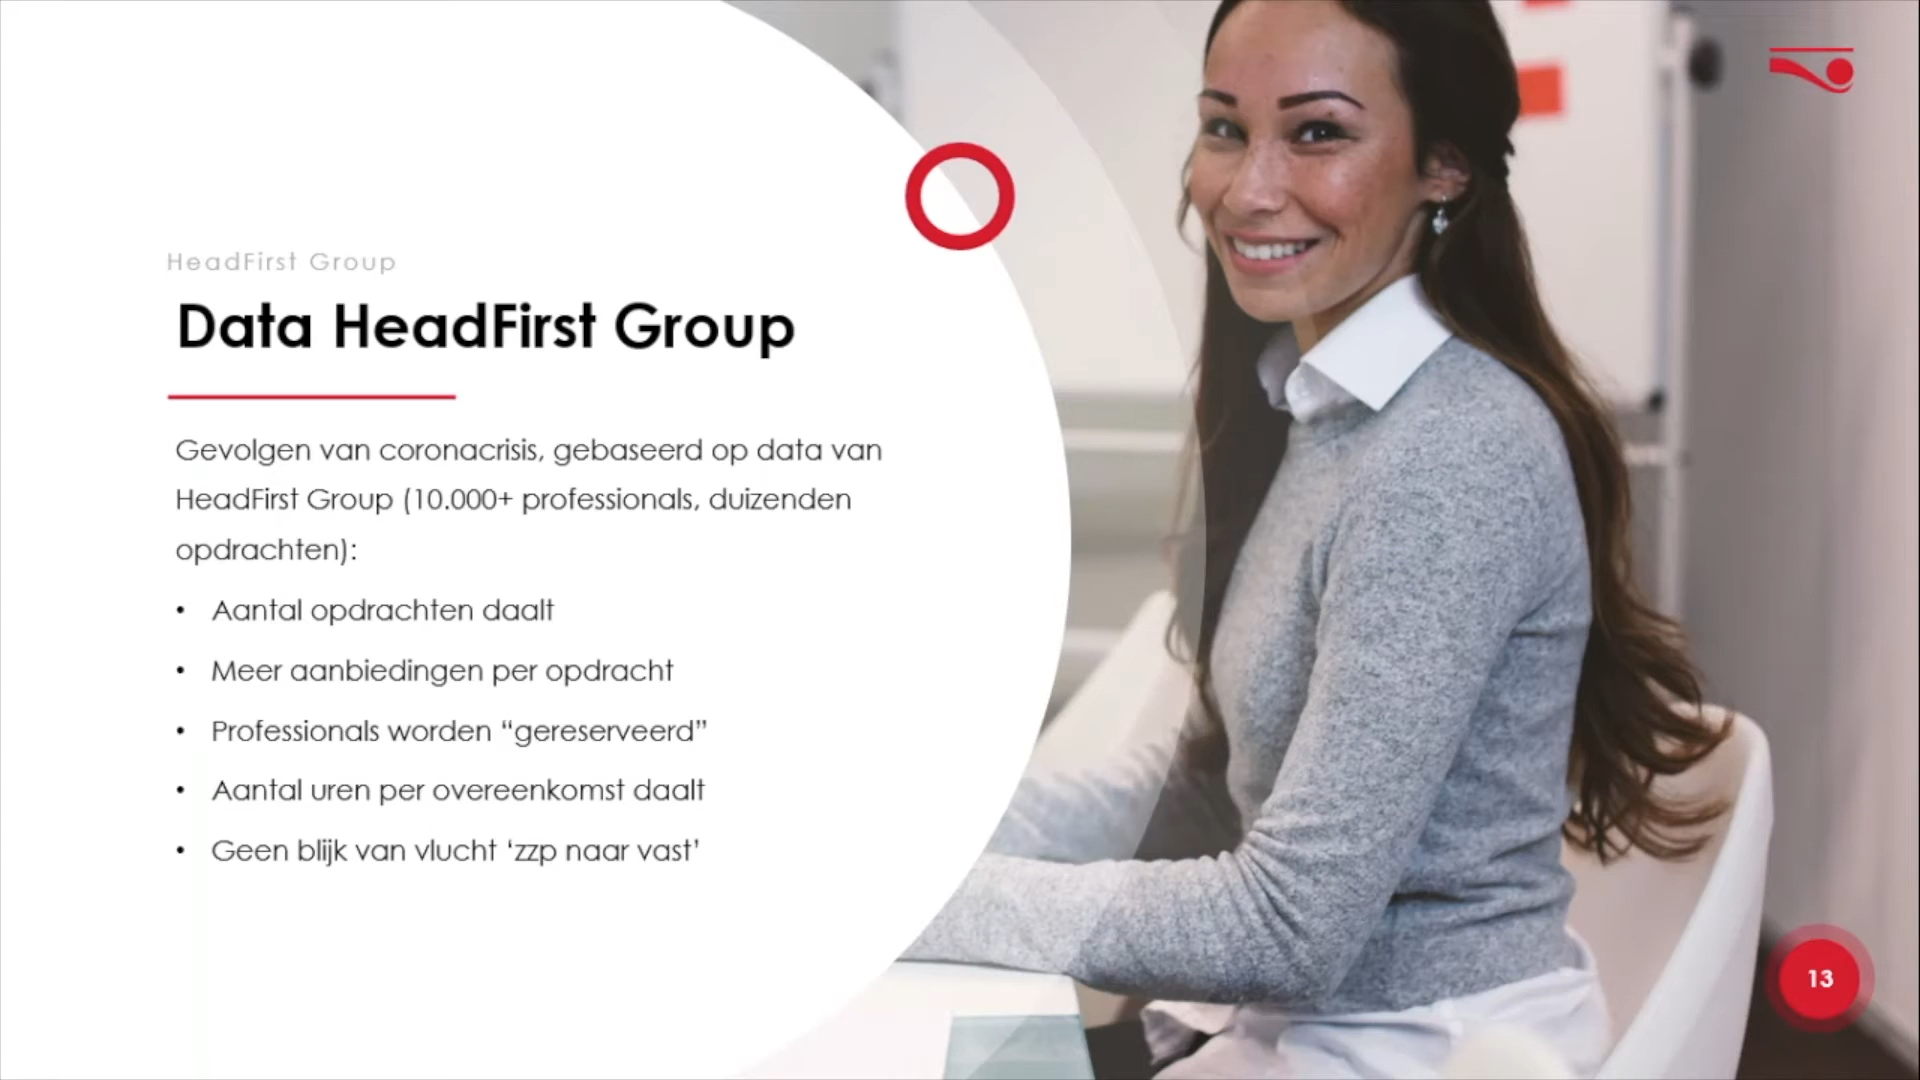 HeadFirst Group
Data HeadFirst Group
Gevolgen van coronacrisis, gebaseerd op data van
HeadFirst Group (10.000+ professionals, duizenden
opdrachten):
• Aantal opdrachten daalt
• Meer aanbiedingen per opdracht
• Professionals worden “gereserveerd”
• Aantal uren per overeenkomst daalt
• Geen blijk van vlucht ‘zzp naar vast’
13